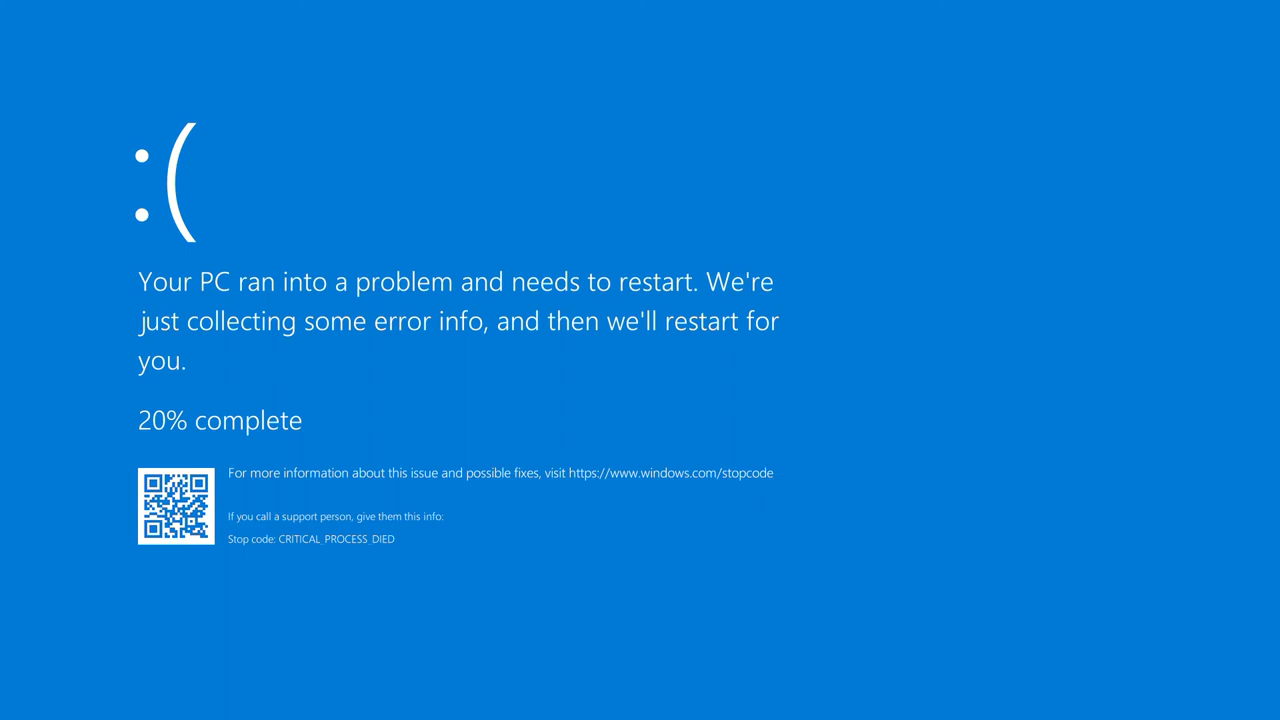 :(
Your PC ran into a problem and needs to restart. We're
just collecting some error info, and then we'll restart for
you.
20% complete
For more information about this issue and possible fixes, visit https://www.windows.com/stopcode
If you call a support person, give them this info:
Stop code: CRITICAL_PROCESS_DIED